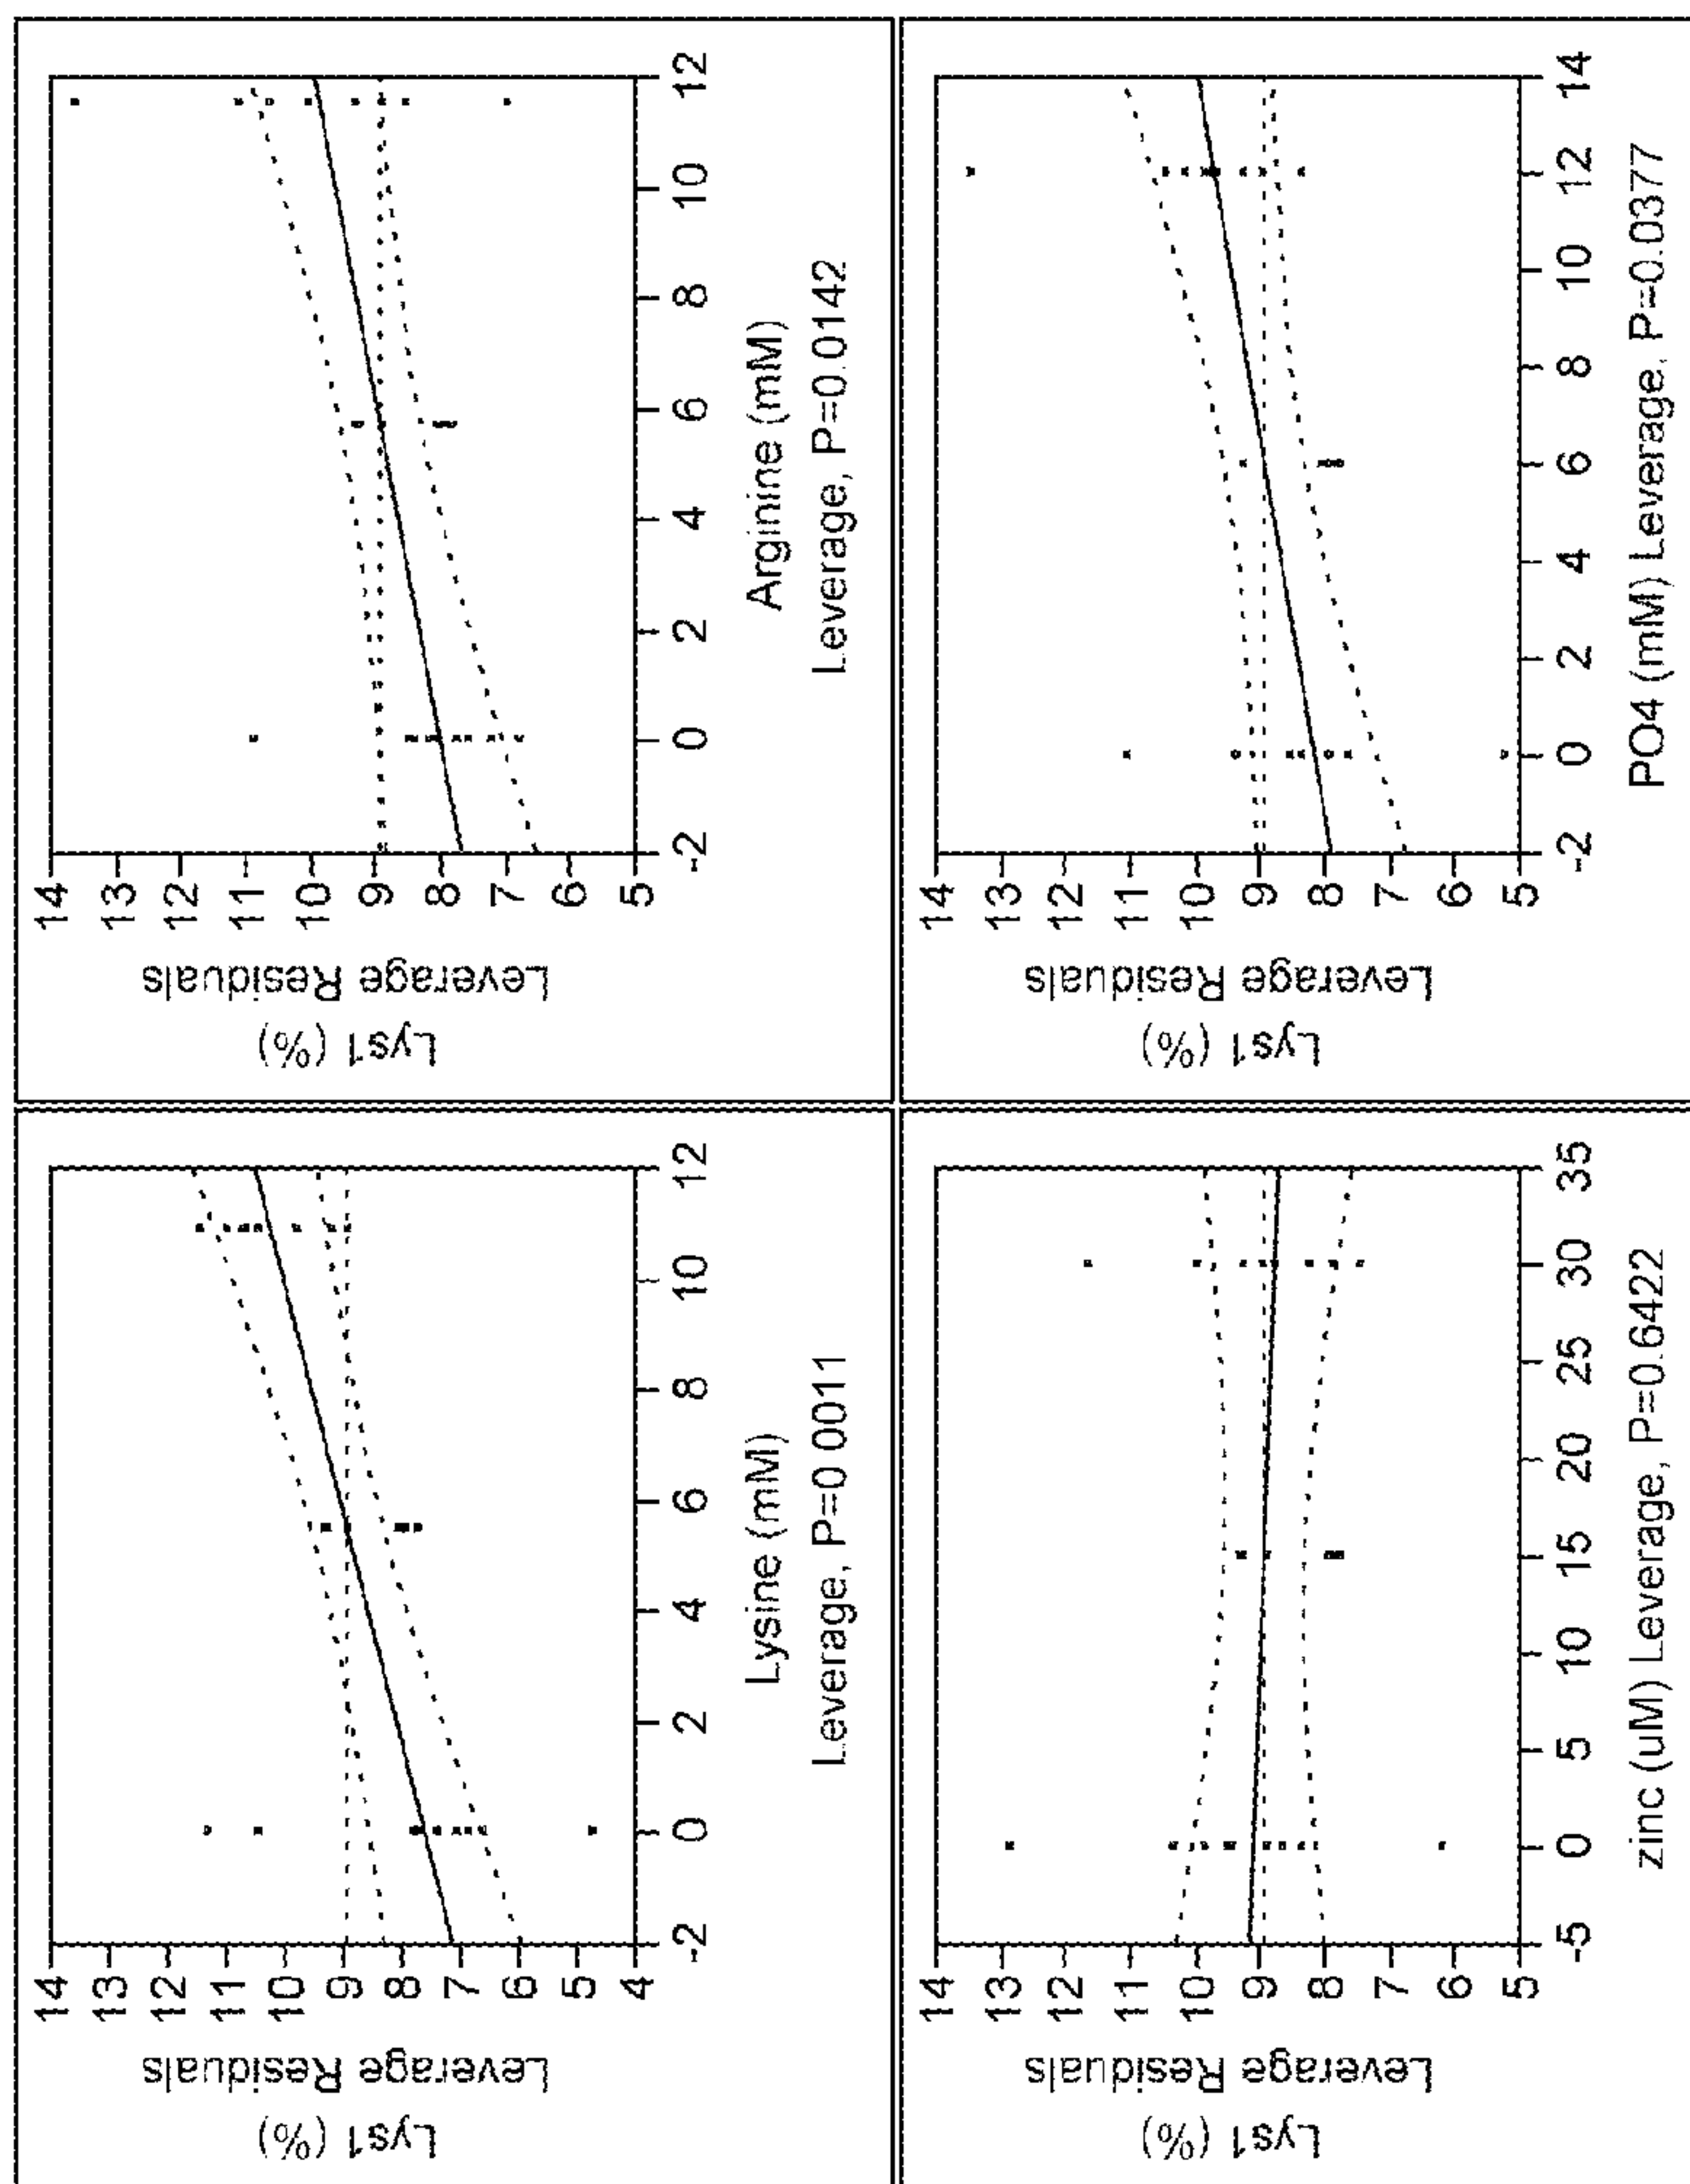 Lys1 (%)
Leverage Residuals
14
13
12
11
10
9
8
7
6
5
4
-2 0 2 4 6 8 10 12
Lysine (mM)
Leverage, P=0 0011
Lys1 (%)
Leverage Residuals
14
13
12
11
10
9
8
7
6
5
-2 0 2 4 6 8 10 12
Arginine (mM)
Leverage, P=0.0142
Lys1 (%)
Leverage Residuals
14
13
12
11
10
9
8
7
6
5
-5 0 5 10 15 20 25 30 35
zinc (uM) Leverage, P=0.6422
Lys1 (%)
Leverage Residuals
14
13
12
11
10
9
8
7
6
5
-2 0 2 4 6 8 10 12 14
PO4 (mM) Leverage, P=0.0377